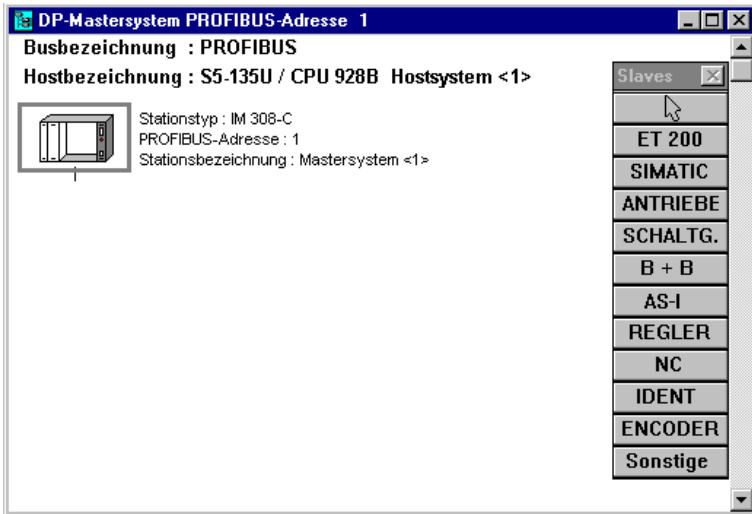 DP-Mastersystem PROFIBUS-Adresse 1
Busbezeichnung : PROFIBUS
Hostbezeichnung : S5-135U / CPU 928B Hostsystem <1>
Stationstyp : IM 308-C
PROFIBUS-Adresse : 1
Stationsbezeichnung : Mastersystem <1>
Slaves
ET 200
SIMATIC
ANTRIEBE
SCHALTG.
B + B
AS-I
REGLER
NC
IDENT
ENCODER
Sonstige